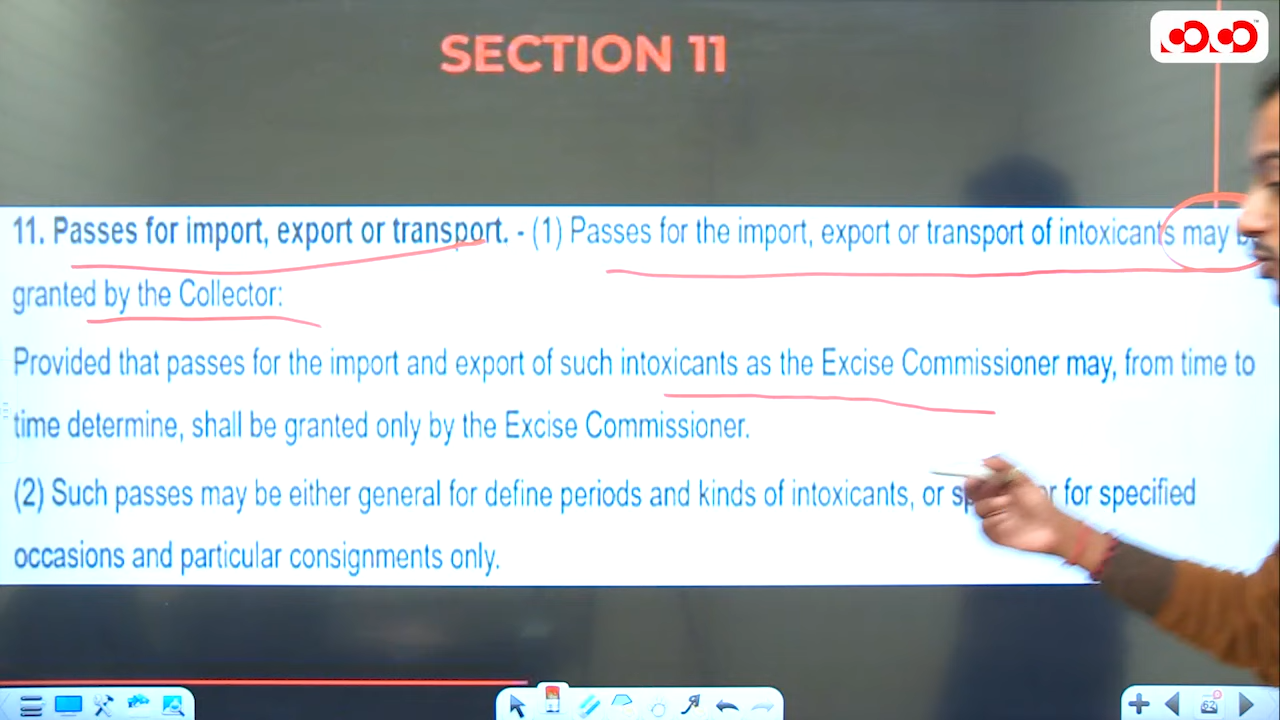 SECTION 11
11. Passes for import, export or transport. - (1) Passes for the import, export or transport of intoxicants may
granted by the Collector:
Provided that passes for the import and export of such intoxicants as the Excise Commissioner may, from time to
time determine, shall be granted only by the Excise Commissioner.
(2) Such passes may be either general for define periods and kinds of intoxicants, or for specified
occasions and particular consignments only.
62